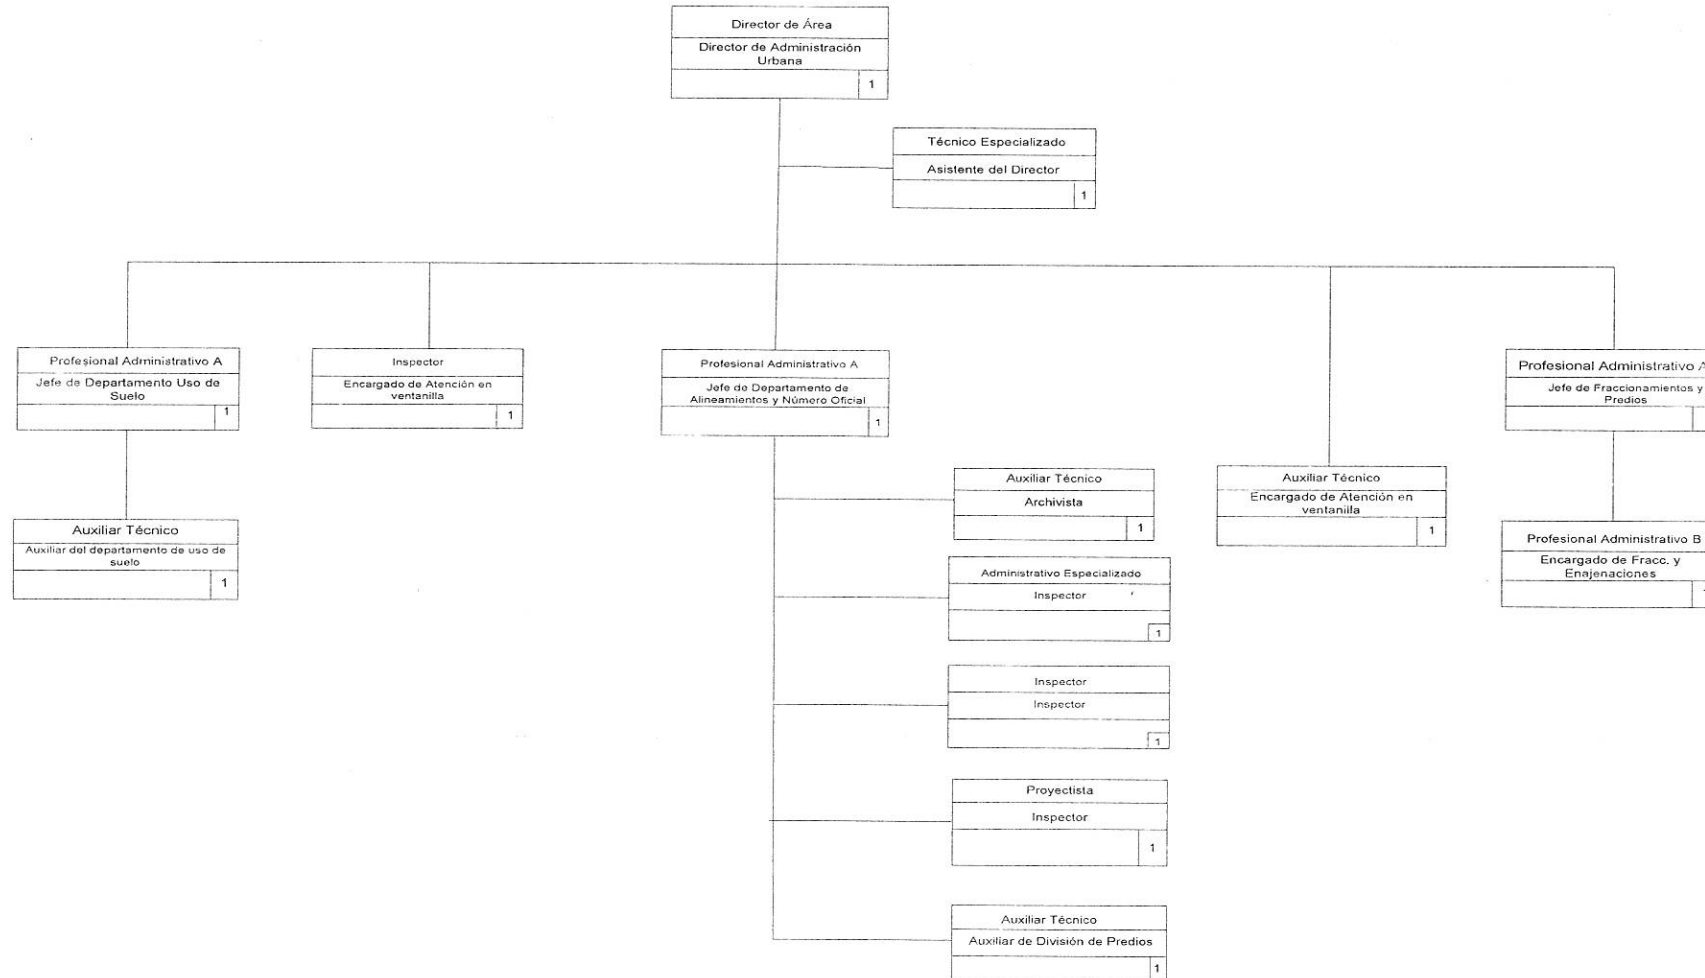 Director de Área
Director de Administración
Urbana
1
Técnico Especializado
Asistente del Director
1
Profesional Administrativo A
Jefe de Departamento Uso de
Suelo
1
Inspector
Encargado de Atención en
ventanilla
1
Profesional Administrativo A
Jefe de Departamento de
Alineamientos y Número Oficial
1
Profesional Administrativo A
Jefe de Fraccionamientos y
Predios
Auxiliar Técnico
Auxiliar del departamento de uso de
suelo
1
Auxiliar Técnico
Archivista
1
Administrativo Especializado
Inspector
1
Inspector
Inspector
1
Proyectista
Inspector
1
Auxiliar Técnico
Auxiliar de División de Predios
1
Auxiliar Técnico
Encargado de Atención en
ventanilla
1
Profesional Administrativo B
Encargado de Fracc. y
Enajenaciones